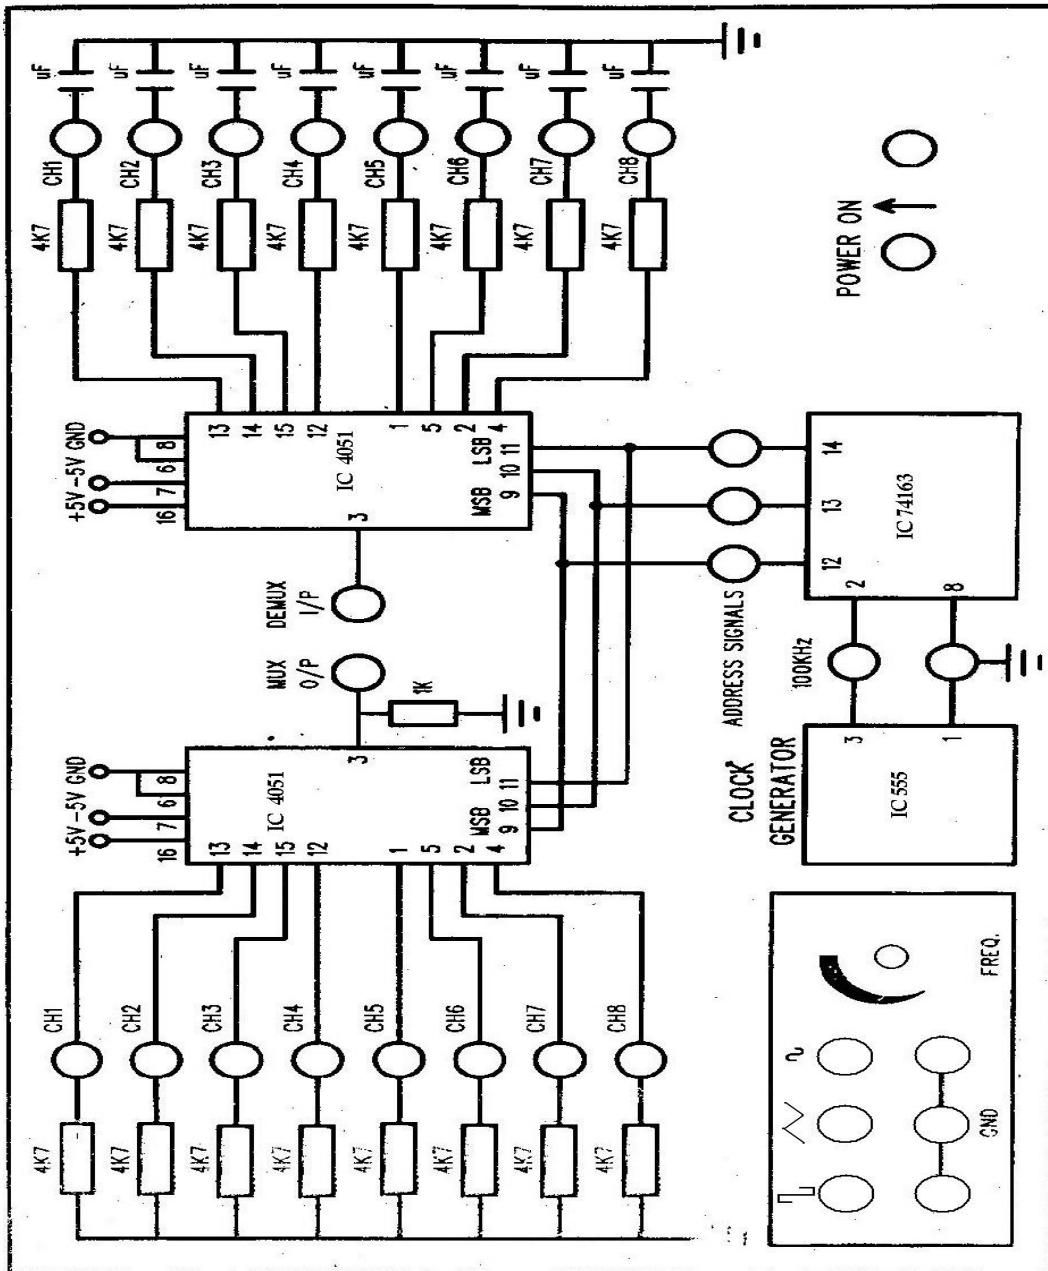 4K7 CH1 +5V -5V GND +5V -5V GND 4K7 CH1 uF
4K7 CH2 4K7 CH2 uF
16 7 6 8 16 7 6 8
4K7 CH3 13 13 4K7 CH3 uF
14 14
IC 4051
15 15
MUX O/P DEMUX I/P
4K7 CH4 12 3 3 IC 4051 12 4K7 CH4 uF
4K7 CH5 1 1 4K7 CH5 uF
1K
5 5
4K7 CH6 2 2 4K7 CH6 uF
MSB LSB MSB LSB
4 4
9 10 11 9 10 11
4K7 CH7 4K7 CH7 uF
4K7 CH8 4K7 CH8 uF
ADDRESS SIGNALS
CLOCK
GENERATOR
100KHz
12 13 14
3 2
POWER ON
IC 555 IC 74163
1 8
GND FREQ.